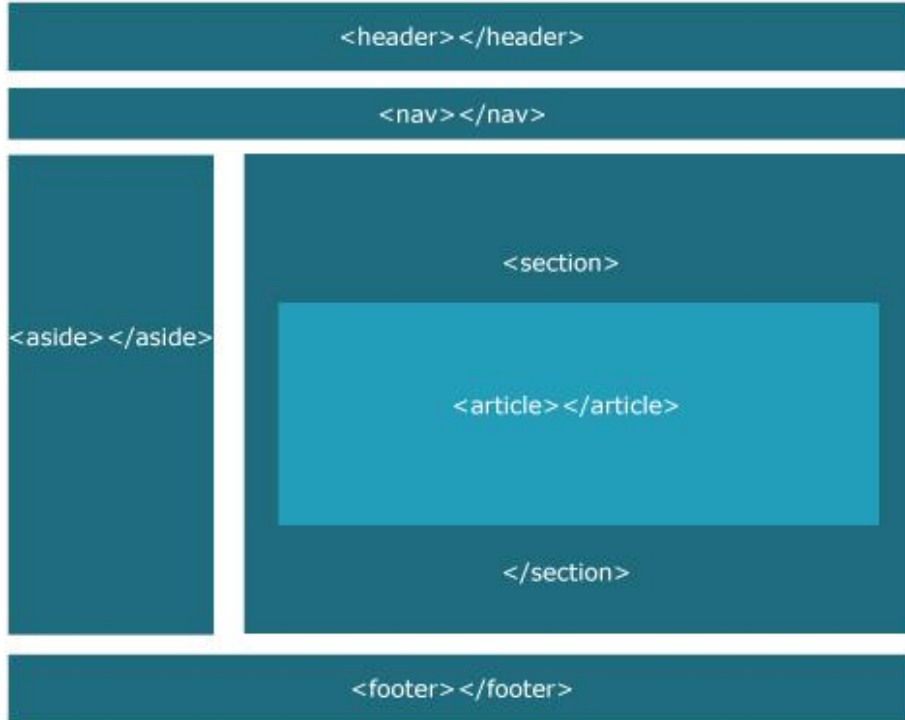 <header></header>
<nav></nav>
<aside></aside>
<section>
<article></article>
</section>
<footer></footer>